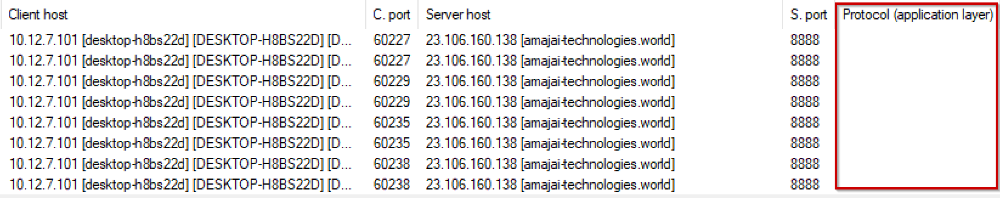 Client host C. port Server host S. port Protocol (application layer)
10.12.7.101 [desktop-h8bs22d] [DESKTOP-H8BS22D] [D... 60227 23.106.160.138 [amajai-technologies.world] 8888
10.12.7.101 [desktop-h8bs22d] [DESKTOP-H8BS22D] [D... 60227 23.106.160.138 [amajai-technologies.world] 8888
10.12.7.101 [desktop-h8bs22d] [DESKTOP-H8BS22D] [D... 60229 23.106.160.138 [amajai-technologies.world] 8888
10.12.7.101 [desktop-h8bs22d] [DESKTOP-H8BS22D] [D... 60229 23.106.160.138 [amajai-technologies.world] 8888
10.12.7.101 [desktop-h8bs22d] [DESKTOP-H8BS22D] [D... 60235 23.106.160.138 [amajai-technologies.world] 8888
10.12.7.101 [desktop-h8bs22d] [DESKTOP-H8BS22D] [D... 60235 23.106.160.138 [amajai-technologies.world] 8888
10.12.7.101 [desktop-h8bs22d] [DESKTOP-H8BS22D] [D... 60238 23.106.160.138 [amajai-technologies.world] 8888
10.12.7.101 [desktop-h8bs22d] [DESKTOP-H8BS22D] [D... 60238 23.106.160.138 [amajai-technologies.world] 8888